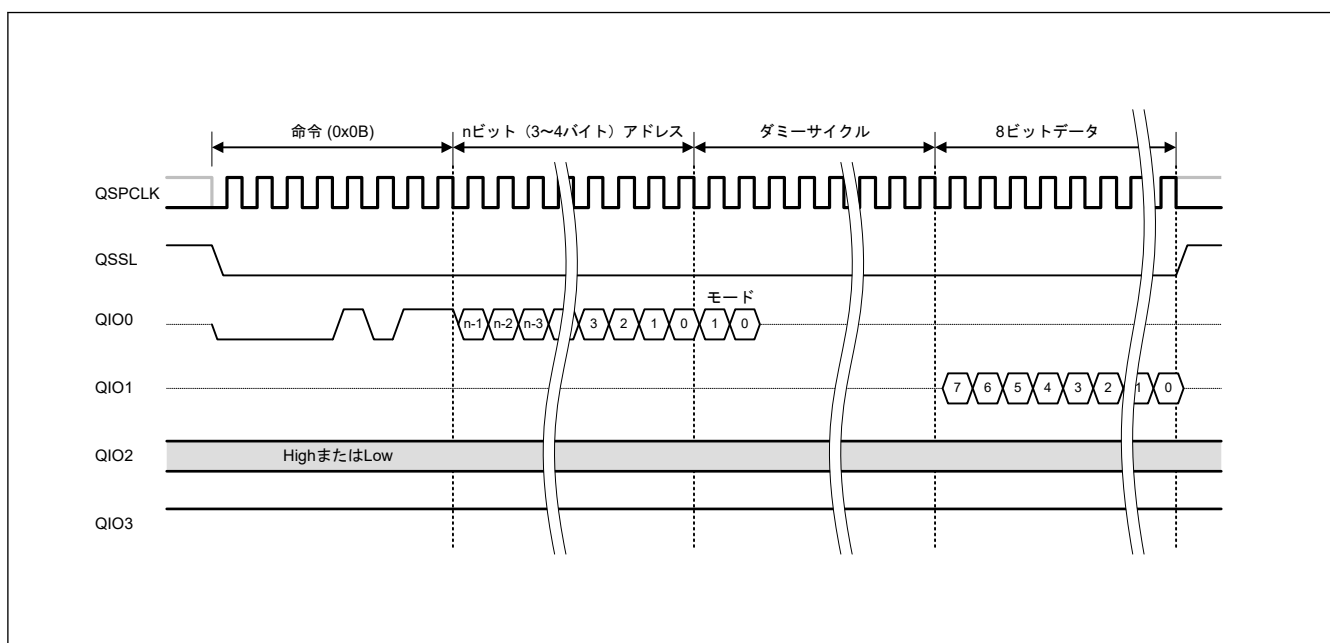 命令 (0x0B)
nビット（3～4バイト）アドレス
ダミーサイクル
8ビットデータ
QSPCLK
QSSL
モード
QIO0
n-1 n-2 n-3 3 2 1 0 1 0
QIO1
7 6 5 4 3 2 1 0
QIO2
HighまたはLow
QIO3